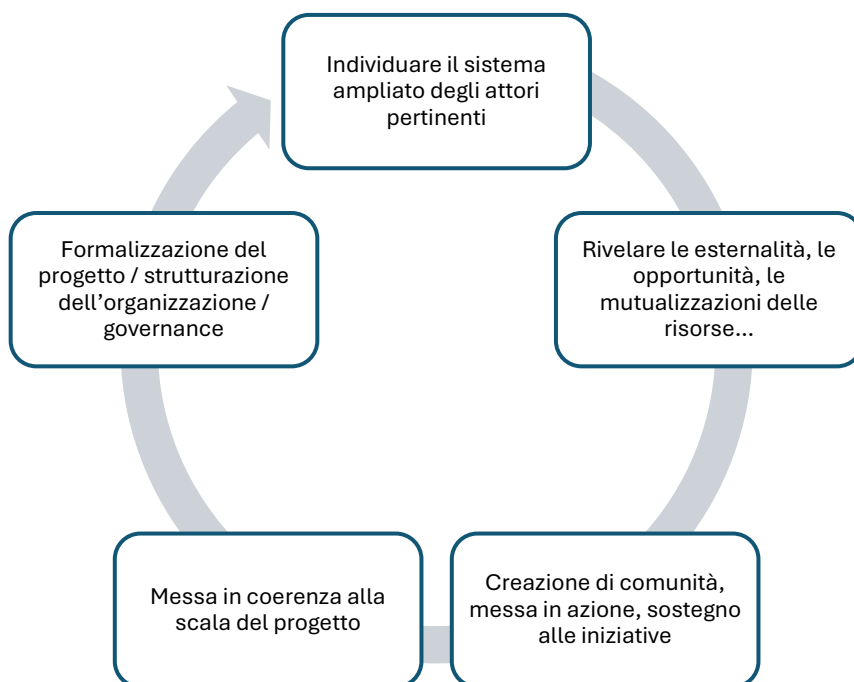 Individuare il sistema
ampliato degli attori
pertinenti
Rivelare le esternalità, le
opportunità, le
mutualizzazioni delle
risorse...
Creazione di comunità,
messa in azione, sostegno
alle iniziative
Messa in coerenza alla
scala del progetto
Formalizzazione del
progetto / strutturazione
dell'organizzazione /
governance